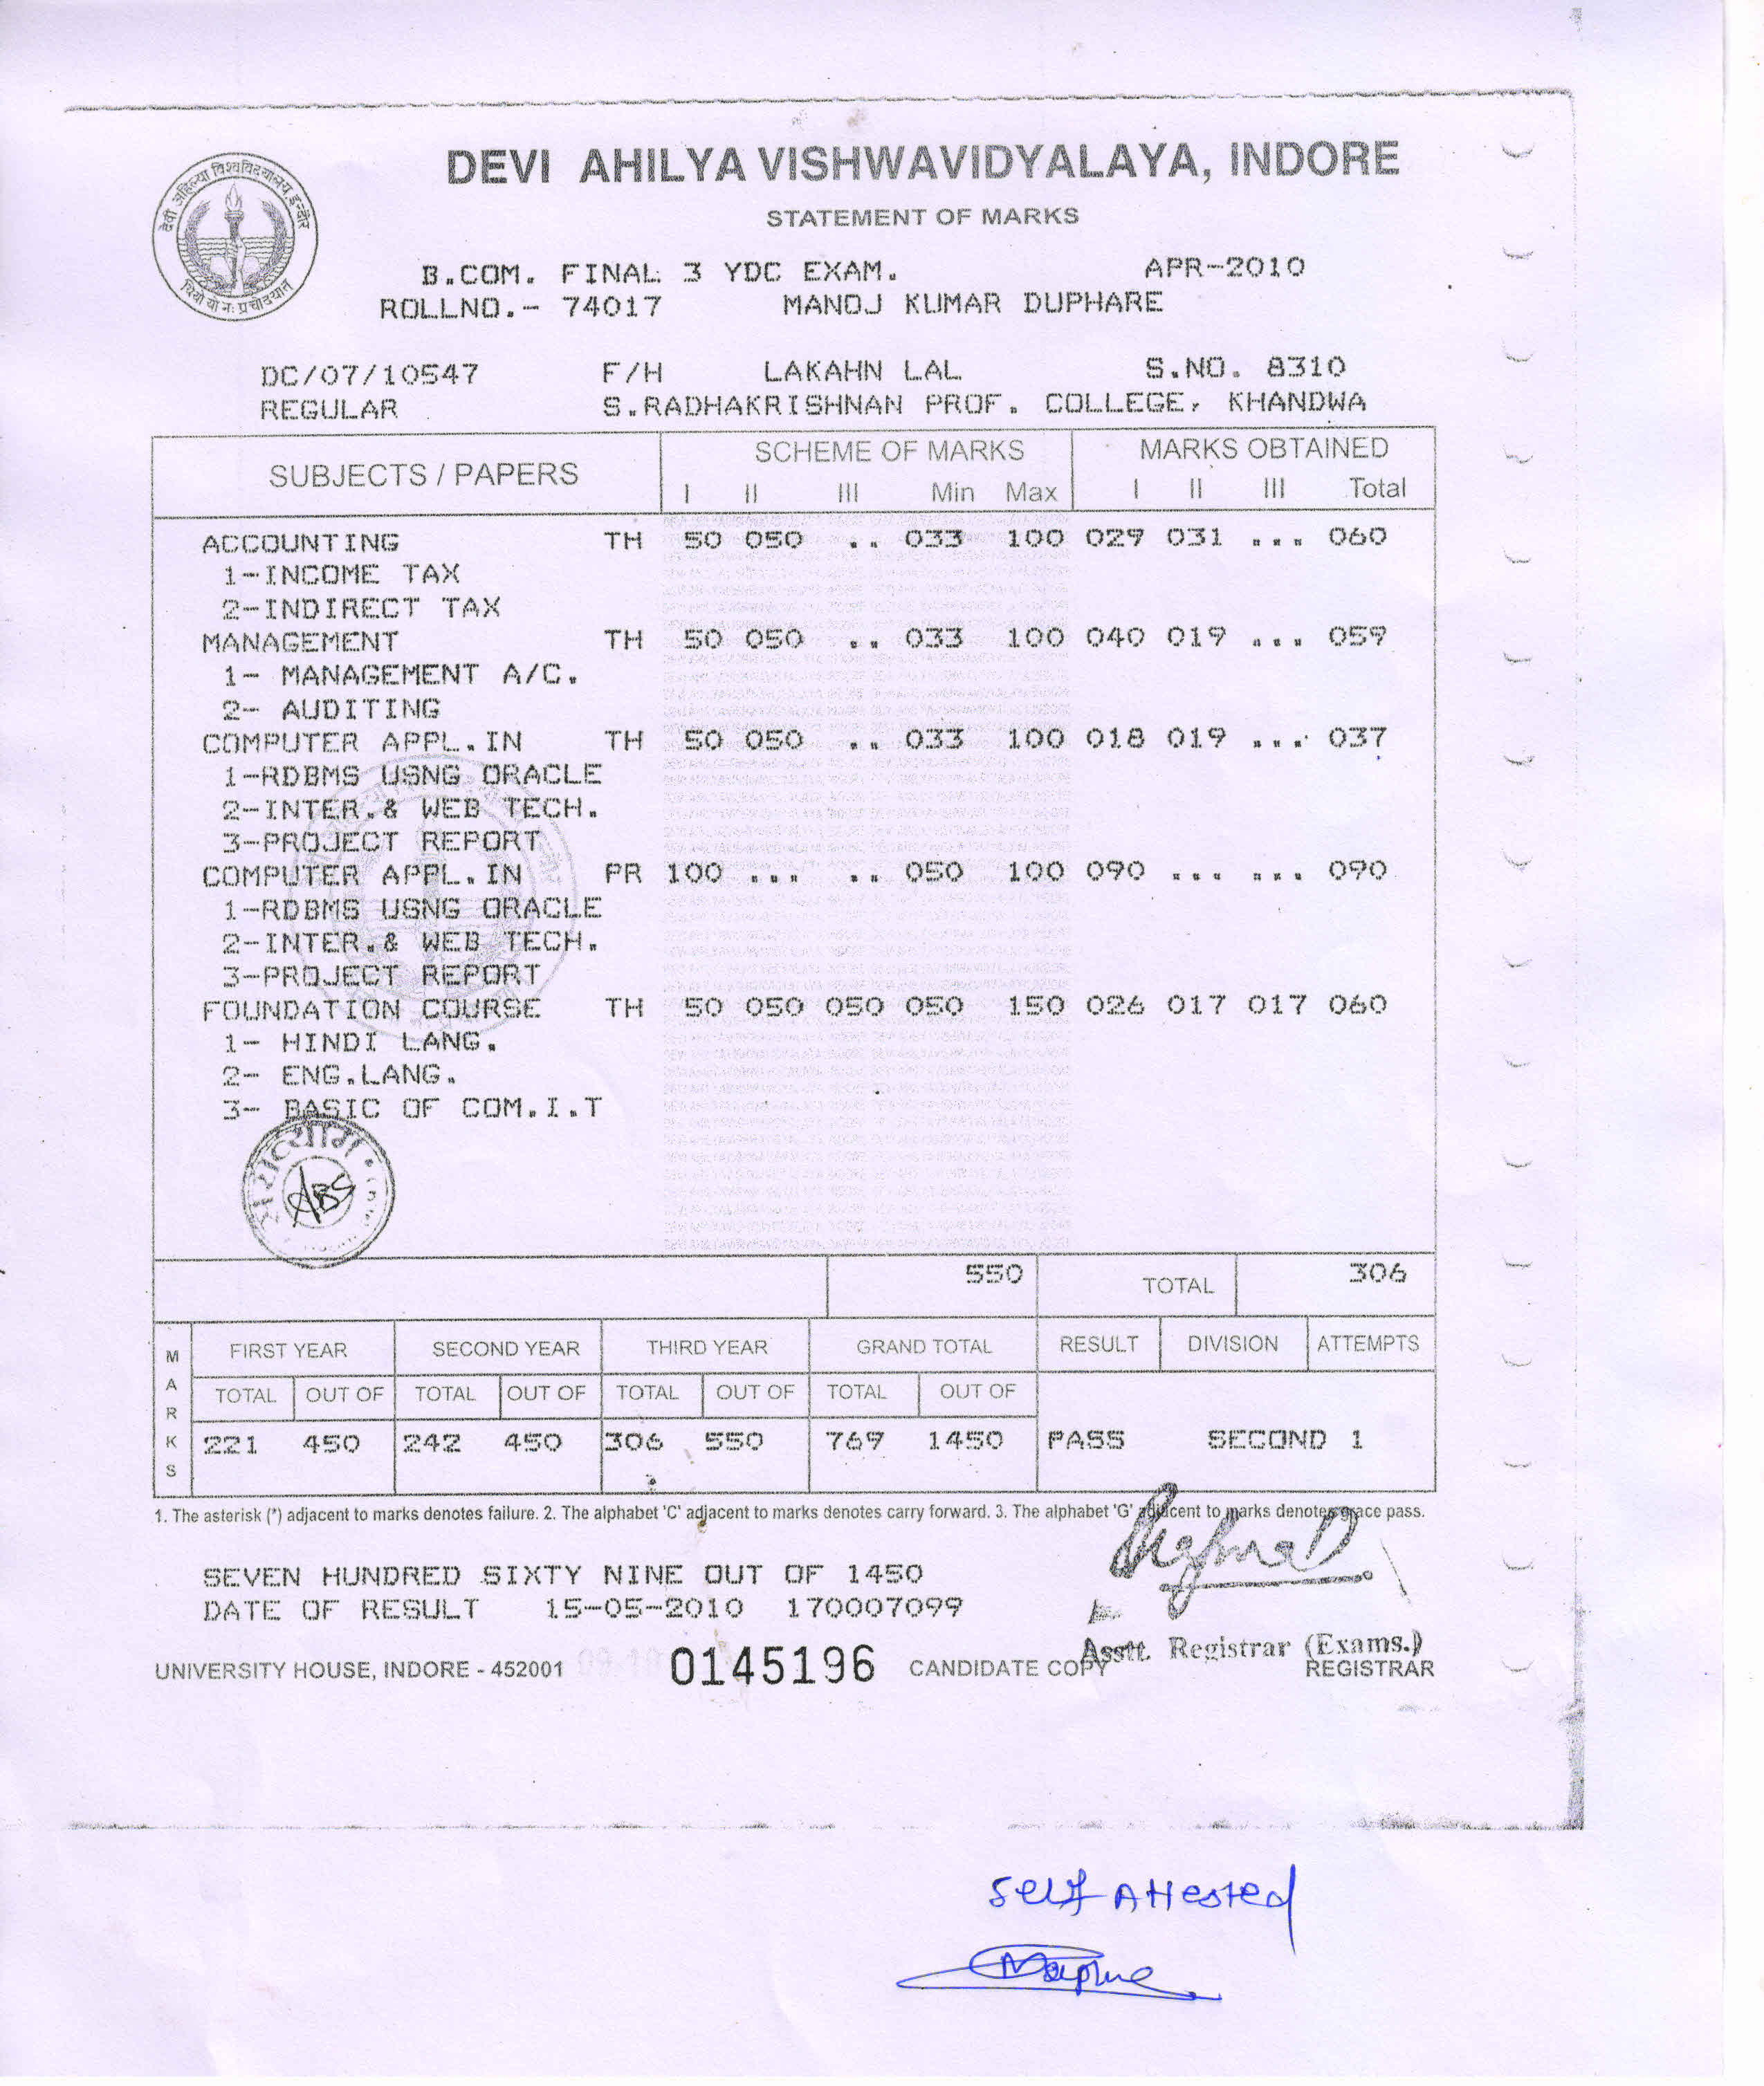 DEVI AHILYA VISHWAVIDYALAYA, INDORE
देवी अहिल्या विश्वविद्यालय, इन्दौर
धियो यो नः प्रचोदयात
STATEMENT OF MARKS
B.COM. FINAL 3 YDC EXAM. APR-2010
ROLLNO.- 74017 MANOJ KUMAR DUPHARE
DC/07/10547 F/H LAKAHN LAL S.NO. 8310
REGULAR S.RADHAKRISHNAN PROF. COLLEGE, KHANDWA
SUBJECTS / PAPERS SCHEME OF MARKS MARKS OBTAINED
I II III Min Max I II III Total
ACCOUNTING TH 50 050 .. 033 100 029 031 ... 060
1-INCOME TAX
2-INDIRECT TAX
MANAGEMENT TH 50 050 .. 033 100 040 019 ... 059
1- MANAGEMENT A/C.
2- AUDITING
COMPUTER APPL.IN TH 50 050 .. 033 100 018 019 ... 037
1-RDBMS USNG ORACLE
2-INTER.& WEB TECH.
3-PROJECT REPORT
COMPUTER APPL.IN PR 100 ... .. 050 100 090 ... ... 090
1-RDBMS USNG ORACLE
2-INTER.& WEB TECH.
3-PROJECT REPORT
FOUNDATION COURSE TH 50 050 050 050 150 026 017 017 060
1- HINDI LANG.
2- ENG.LANG.
3- BASIC OF COM.I.T
ABS
550 TOTAL 306
MARKS
FIRST YEAR SECOND YEAR THIRD YEAR GRAND TOTAL RESULT DIVISION ATTEMPTS
TOTAL OUT OF TOTAL OUT OF TOTAL OUT OF TOTAL OUT OF
221 450 242 450 306 550 769 1450 PASS SECOND 1
1. The asterisk (*) adjacent to marks denotes failure. 2. The alphabet 'C' adjacent to marks denotes carry forward. 3. The alphabet 'G' adjacent to marks denotes grace pass.
SEVEN HUNDRED SIXTY NINE OUT OF 1450
DATE OF RESULT 15-05-2010 170007099
Asstt. Registrar (Exams.)
UNIVERSITY HOUSE, INDORE - 452001 0145196 CANDIDATE COPY REGISTRAR
Self Attested